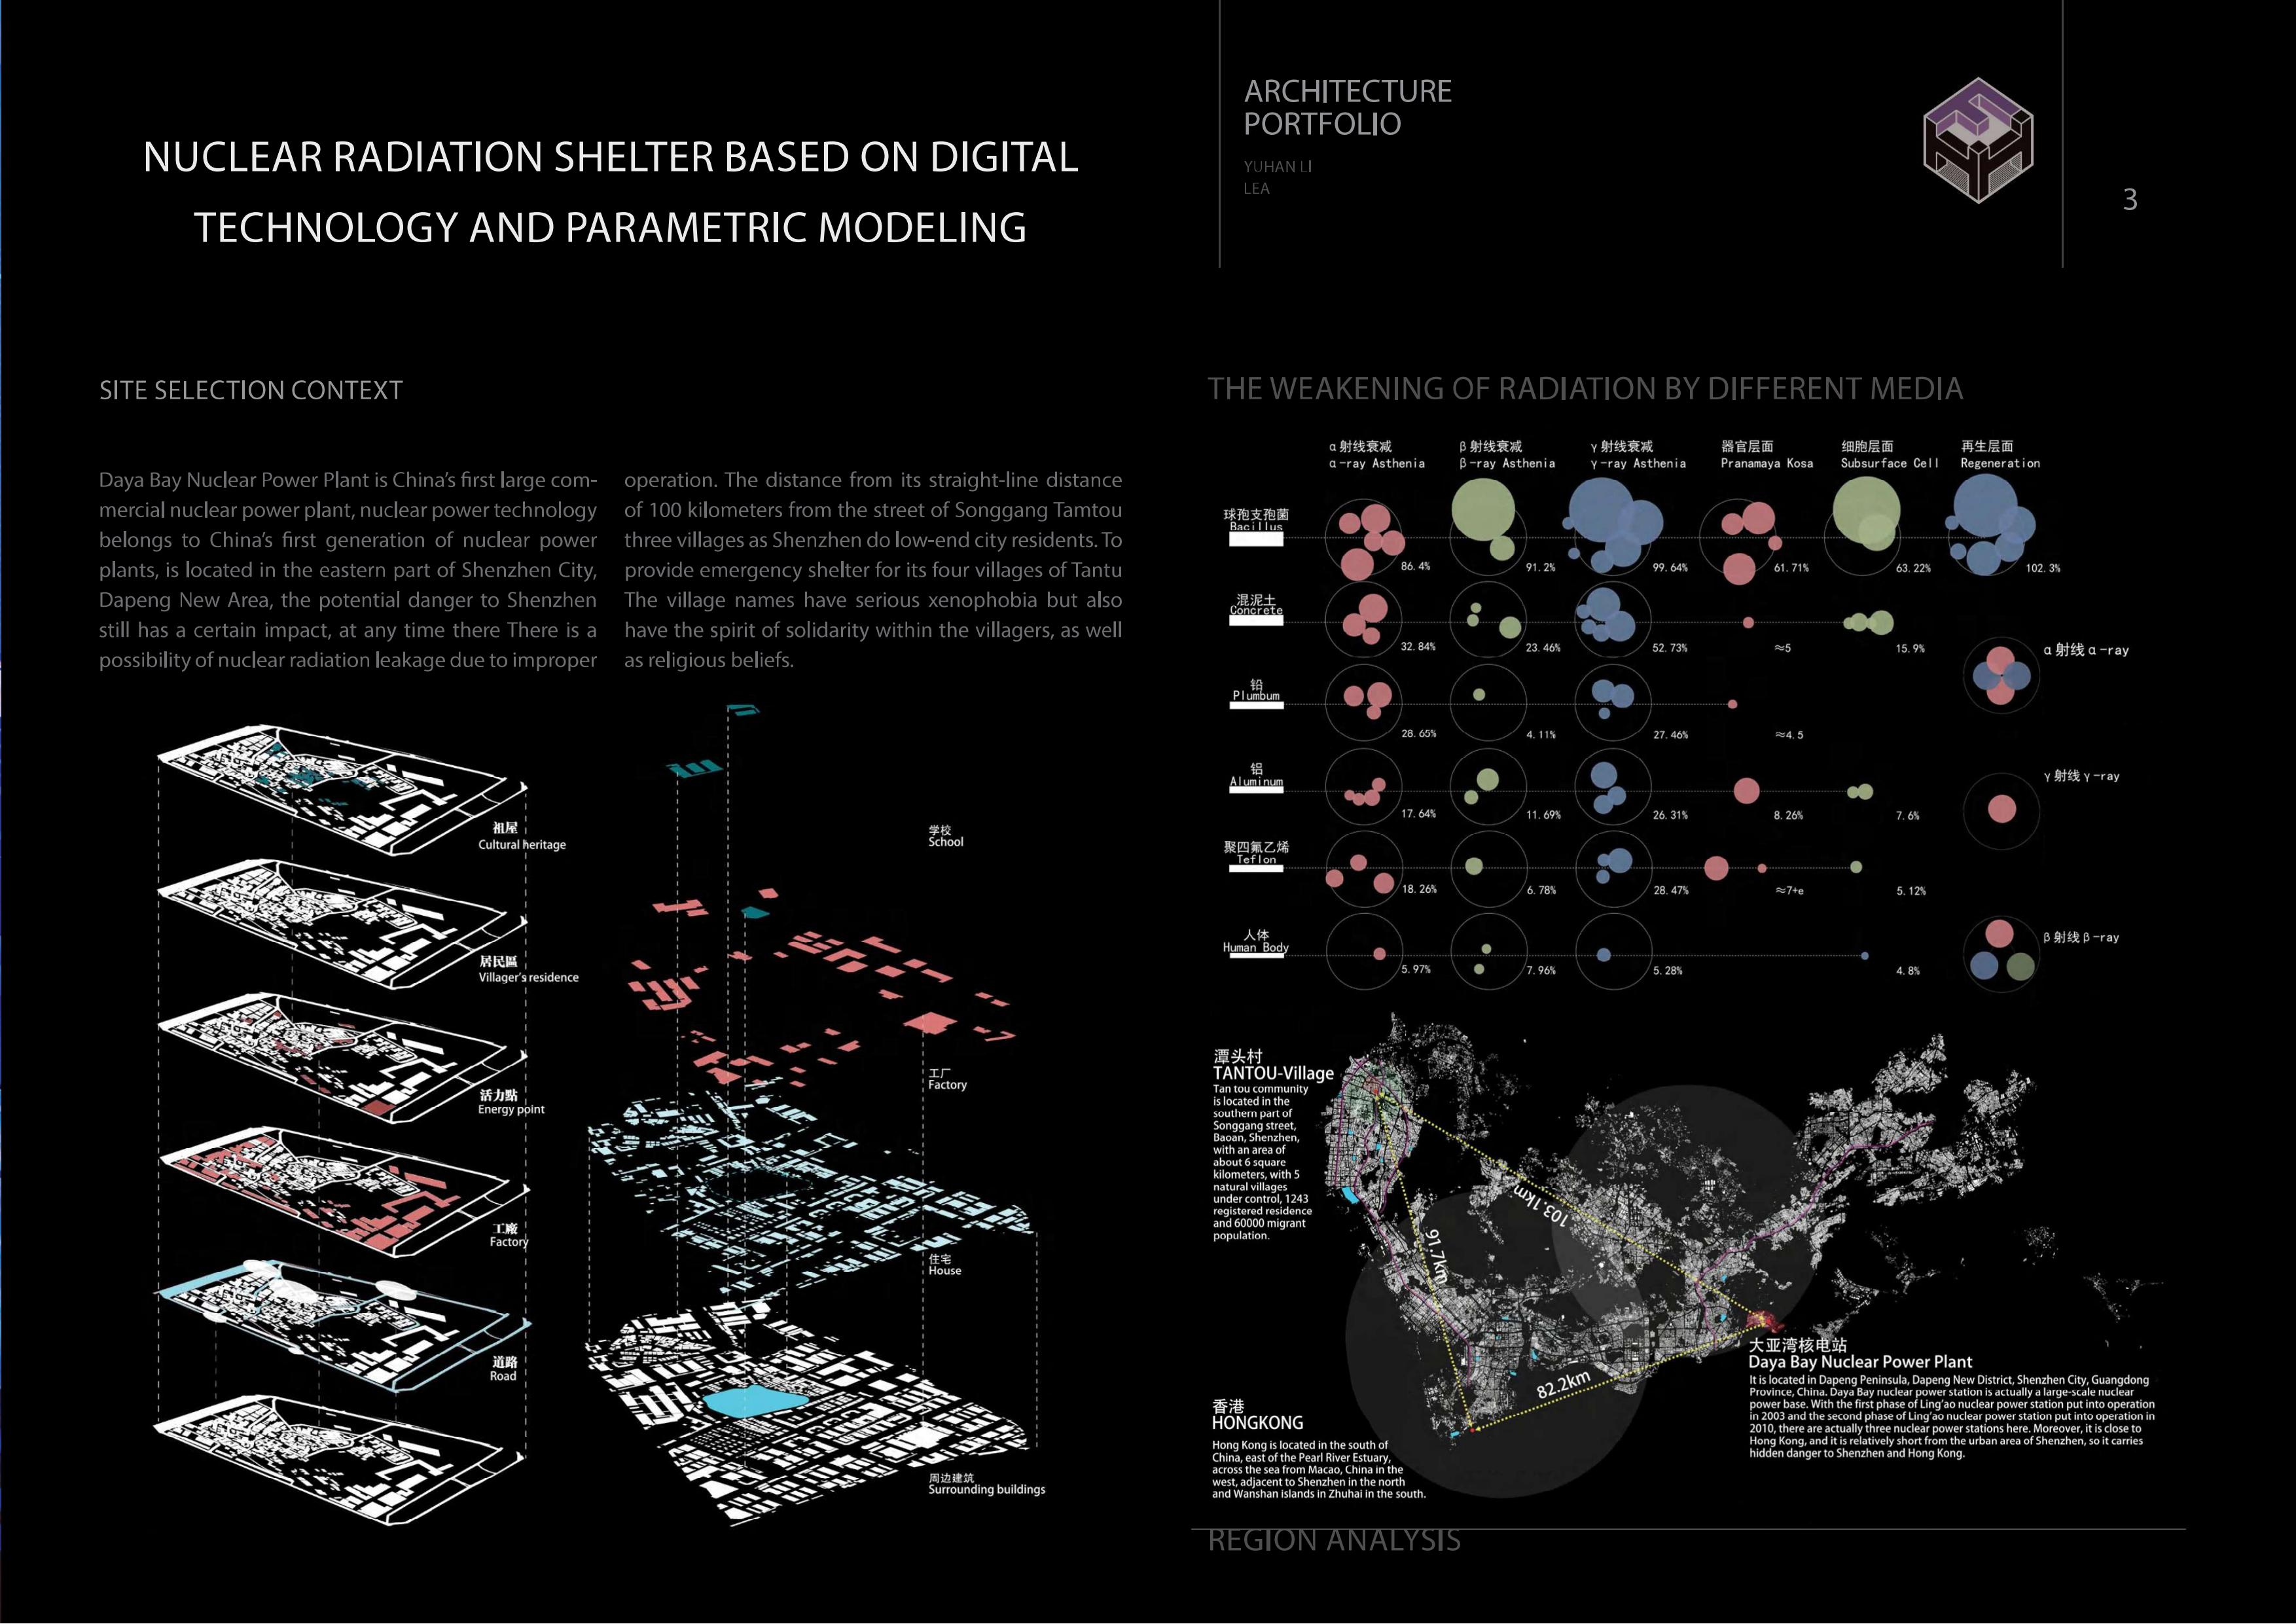 NUCLEAR RADIATION SHELTER BASED ON DIGITAL
TECHNOLOGY AND PARAMETRIC MODELING
ARCHITECTURE
PORTFOLIO
YUHAN LI
LEA
3
SITE SELECTION CONTEXT
Daya Bay Nuclear Power Plant is China's first large com-
mercial nuclear power plant, nuclear power technology
belongs to China's first generation of nuclear power
plants, is located in the eastern part of Shenzhen City,
Dapeng New Area, the potential danger to Shenzhen
still has a certain impact, at any time there There is a
possibility of nuclear radiation leakage due to improper
operation. The distance from its straight-line distance
of 100 kilometers from the street of Songgang Tamtou
three villages as Shenzhen do low-end city residents. To
provide emergency shelter for its four villages of Tantu
The village names have serious xenophobia but also
have the spirit of solidarity within the villagers, as well
as religious beliefs.
祖屋
Cultural heritage
居民區
Villager's residence
活力點
Energy point
工廠
Factory
道路
Road
学校
School
工厂
Factory
住宅
House
周边建筑
Surrounding buildings
THE WEAKENING OF RADIATION BY DIFFERENT MEDIA
α射线衰减 β射线衰减 γ射线衰减 器官层面 细胞层面 再生层面
α-ray Asthenia β-ray Asthenia γ-ray Asthenia Pranamaya Kosa Subsurface Cell Regeneration
球孢支孢菌
Bacillus
86.4% 91.2% 99.64% 61.71% 63.22% 102.3%
混泥土
Concrete
32.84% 23.46% 52.73% ≈5 15.9%
α射线 α-ray
铅
Plumbum
28.65% 4.11% 27.46% ≈4.5
铝
Aluminum
17.64% 11.69% 26.31% 8.26% 7.6%
γ射线 γ-ray
聚四氟乙烯
Teflon
18.26% 6.78% 28.47% ≈7+e 5.12%
人体
Human Body
5.97% 7.96% 5.28% 4.8%
β射线 β-ray
潭头村
TANTOU-Village
Tan tou community
is located in the
southern part of
Songgang street,
Baoan, Shenzhen,
with an area of
about 6 square
kilometers, with 5
natural villages
under control, 1243
registered residence
and 60000 migrant
population.
103.1km
91.7km
82.2km
大亚湾核电站
Daya Bay Nuclear Power Plant
It is located in Dapeng Peninsula, Dapeng New District, Shenzhen City, Guangdong
Province, China. Daya Bay nuclear power station is actually a large-scale nuclear
power base. With the first phase of Ling'ao nuclear power station put into operation
in 2003 and the second phase of Ling'ao nuclear power station put into operation in
2010, there are actually three nuclear power stations here. Moreover, it is close to
Hong Kong, and it is relatively short from the urban area of Shenzhen, so it carries
hidden danger to Shenzhen and Hong Kong.
香港
HONGKONG
Hong Kong is located in the south of
China, east of the Pearl River Estuary,
across the sea from Macao, China in the
west, adjacent to Shenzhen in the north
and Wanshan islands in Zhuhai in the south.
REGION ANALYSIS